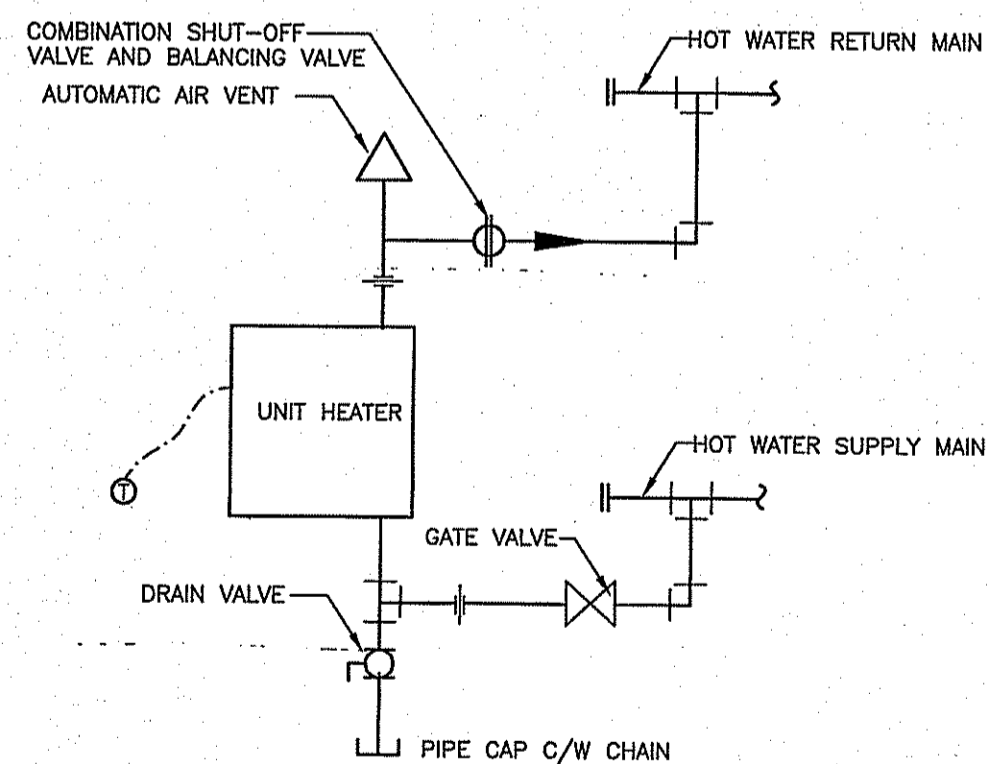 COMBINATION SHUT-OFF
VALVE AND BALANCING VALVE
HOT WATER RETURN MAIN
AUTOMATIC AIR VENT
UNIT HEATER
T
HOT WATER SUPPLY MAIN
GATE VALVE
DRAIN VALVE
PIPE CAP C/W CHAIN